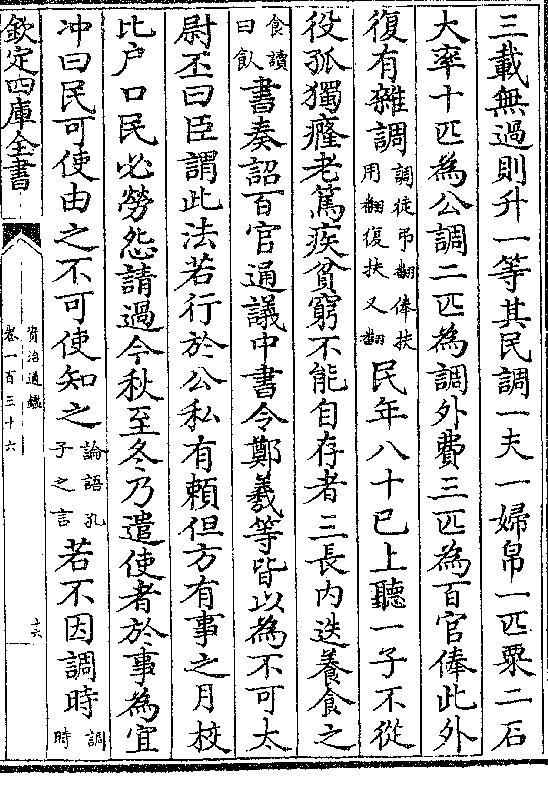 三載無過則升一等其民調一夫一婦帛一匹粟二石
大率十匹為公調二匹為調外費三匹為百官俸此外
復有雜調調徒弔翻俸扶用翻復扶又翻民年八十已上聽一子不從
役孤獨癃老篤疾貧窮不能自存者三長內迭養食之
食讀曰飲書奏詔百官通議中書令鄭羲等皆以為不可太
尉丕曰臣謂此法若行於公私有賴但方有事之月校
比户口民必勞怨請過今秋至冬乃遣使者於事為宜
冲曰民可使由之不可使知之論語孔子之言若不因調時調時
欽定四庫全書
資治通鑑
卷一百三十六
十六